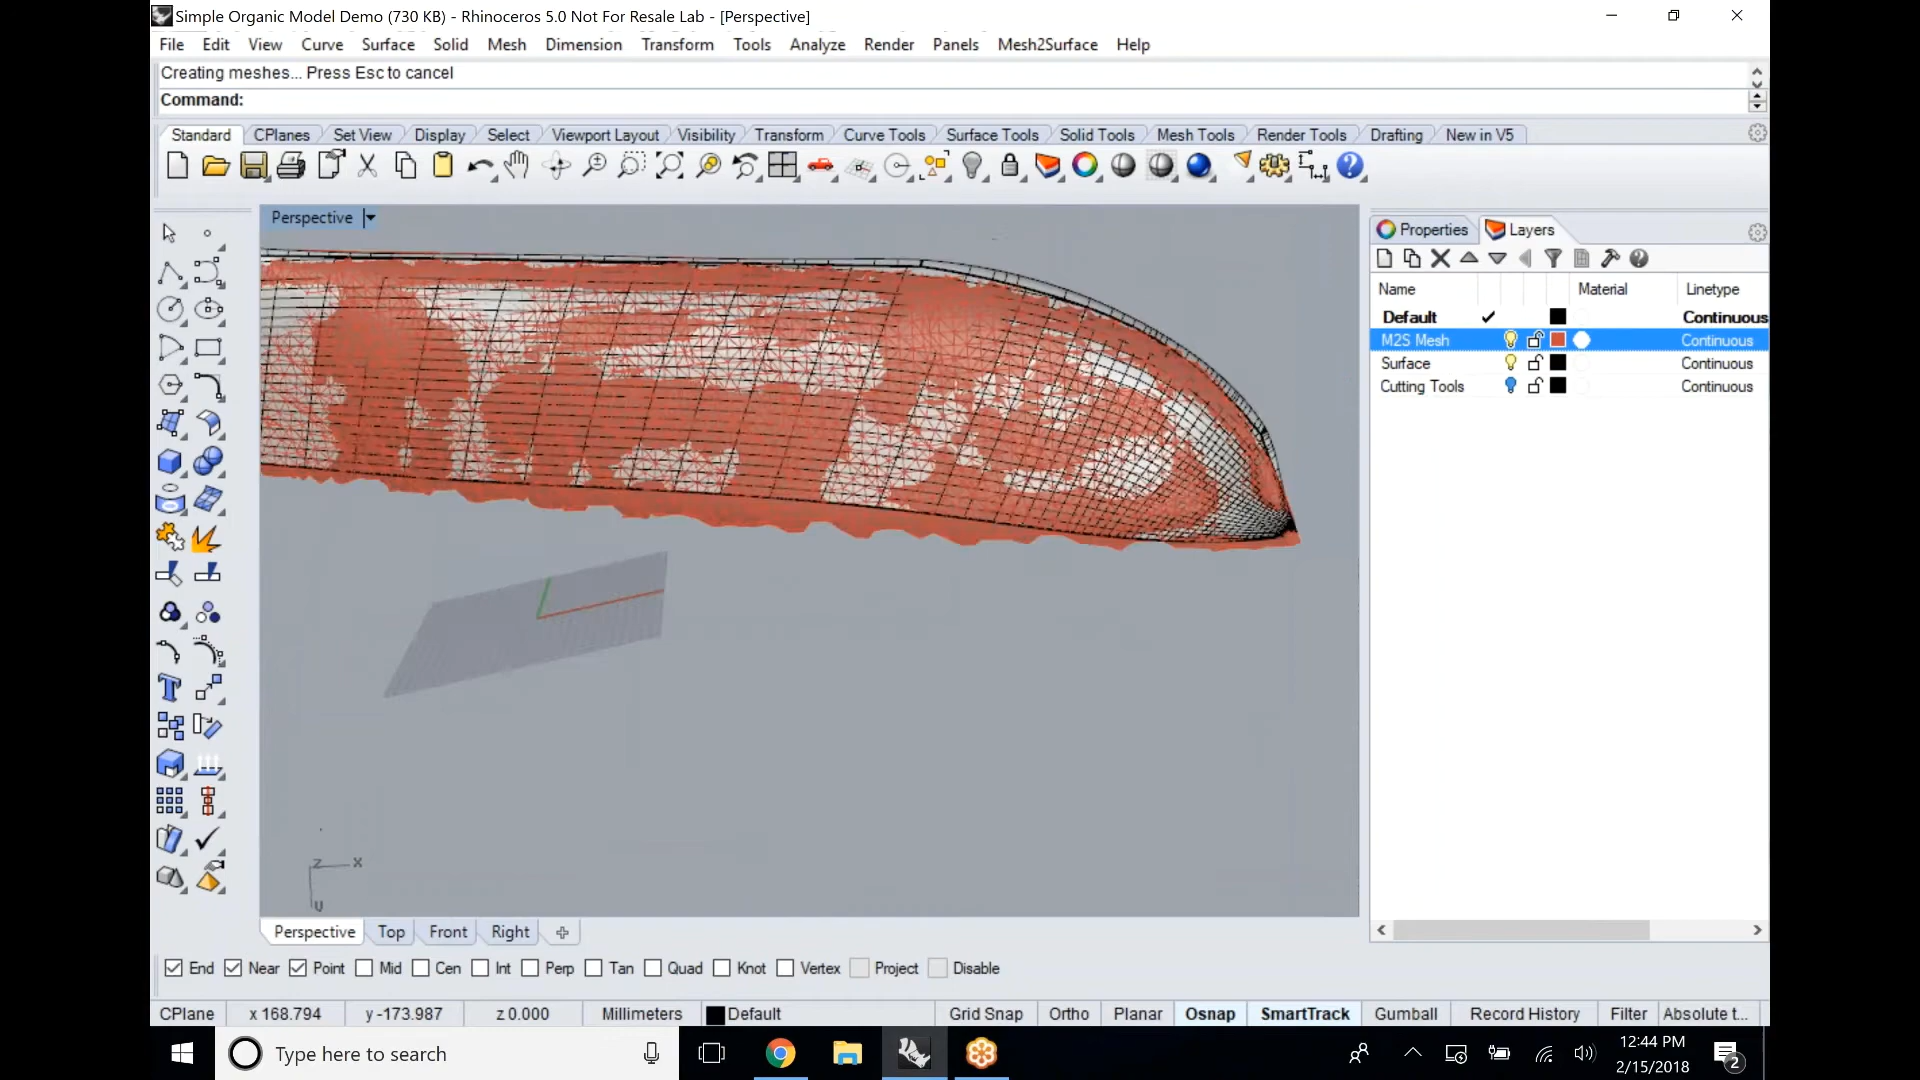 Simple Organic Model Demo (730 KB) - Rhinoceros 5.0 Not For Resale Lab - [Perspective]
File Edit View Curve Surface Solid Mesh Dimension Transform Tools Analyze Render Panels Mesh2Surface Help
Creating meshes... Press Esc to cancel
Command:
Standard CPlanes Set View Display Select Viewport Layout Visibility Transform Curve Tools Surface Tools Solid Tools Mesh Tools Render Tools Drafting New in V5
Perspective
Properties Layers
Name Material Linetype
Default Continuous
M2S Mesh Continuous
Surface Continuous
Cutting Tools Continuous
z x
y
Perspective Top Front Right
End Near Point Mid Cen Int Perp Tan Quad Knot Vertex Project Disable
CPlane x 168.794 y -173.987 z 0.000 Millimeters Default Grid Snap Ortho Planar Osnap SmartTrack Gumball Record History Filter Absolute t...
Type here to search
12:44 PM
2/15/2018
2